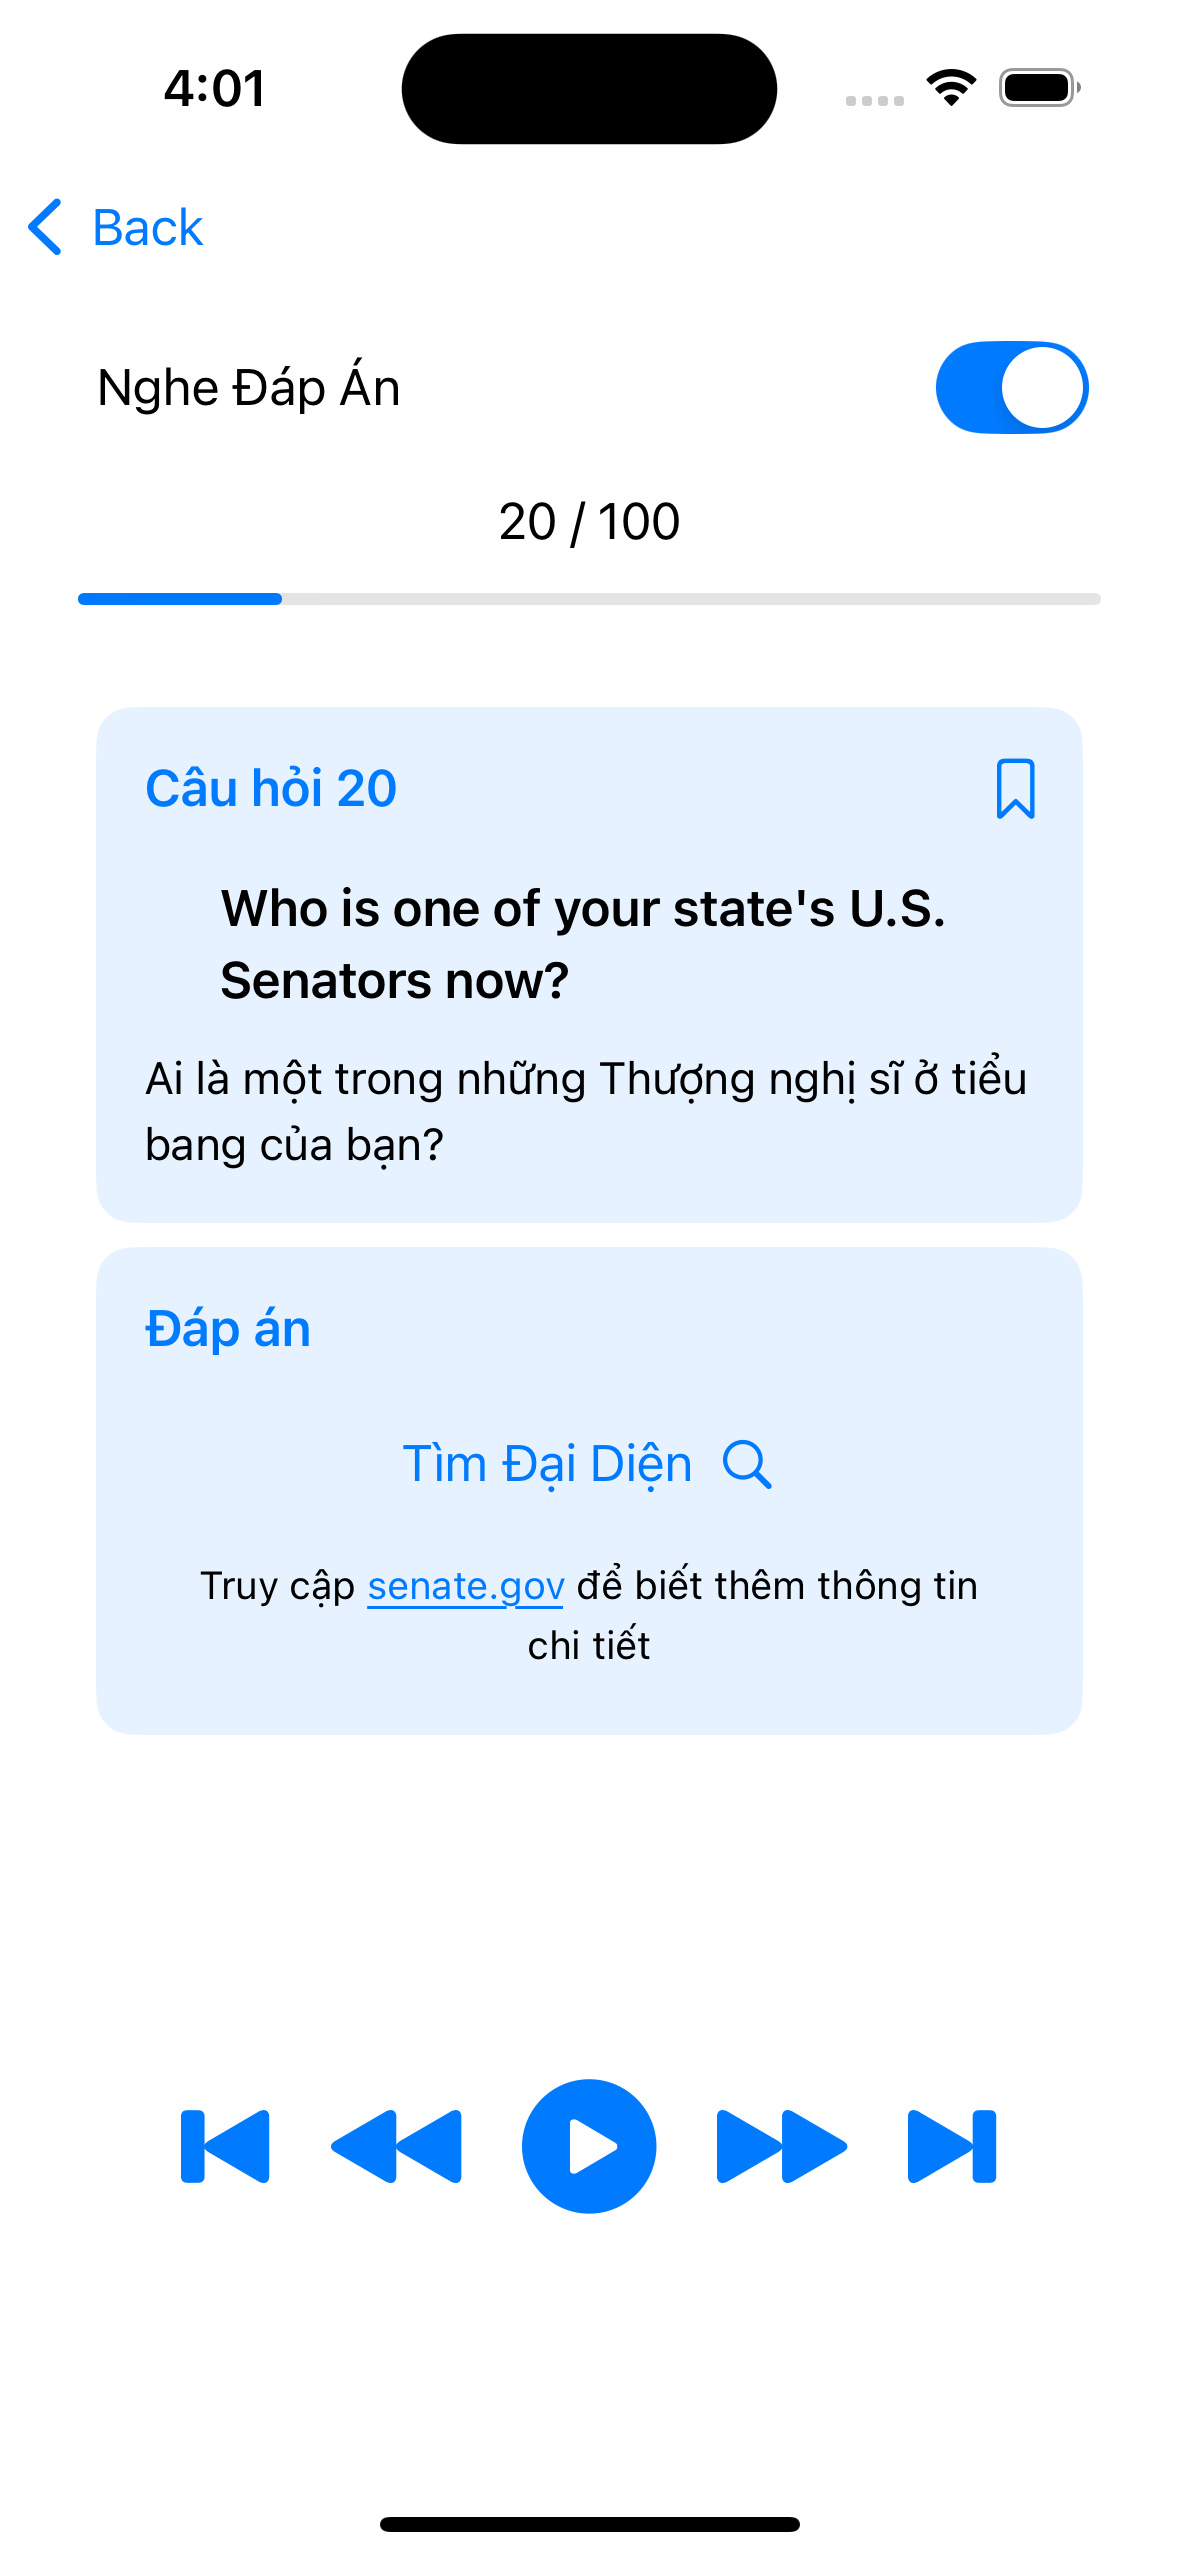 4:01
Back
Nghe Đáp Án
20 / 100
Câu hỏi 20
Who is one of your state's U.S.
Senators now?
Ai là một trong những Thượng nghị sĩ ở tiểu
bang của bạn?
Đáp án
Tìm Đại Diện
Truy cập senate.gov để biết thêm thông tin
chi tiết